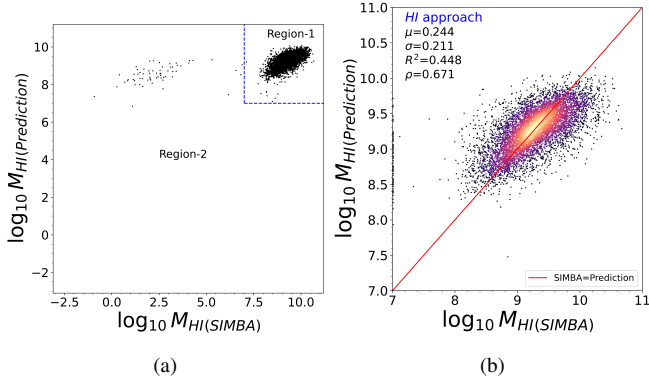 Region-1
Region-2
10
8
6
4
2
0
−2
−2.5 0.0 2.5 5.0 7.5 10.0
log10 MHI(Prediction)
log10 MHI(SIMBA)
(a)
HI approach
μ=0.244
σ=0.211
R²=0.448
ρ=0.671
11.0
10.5
10.0
9.5
9.0
8.5
8.0
7.5
7.0
7 8 9 10 11
SIMBA=Prediction
log10 MHI(Prediction)
log10 MHI(SIMBA)
(b)